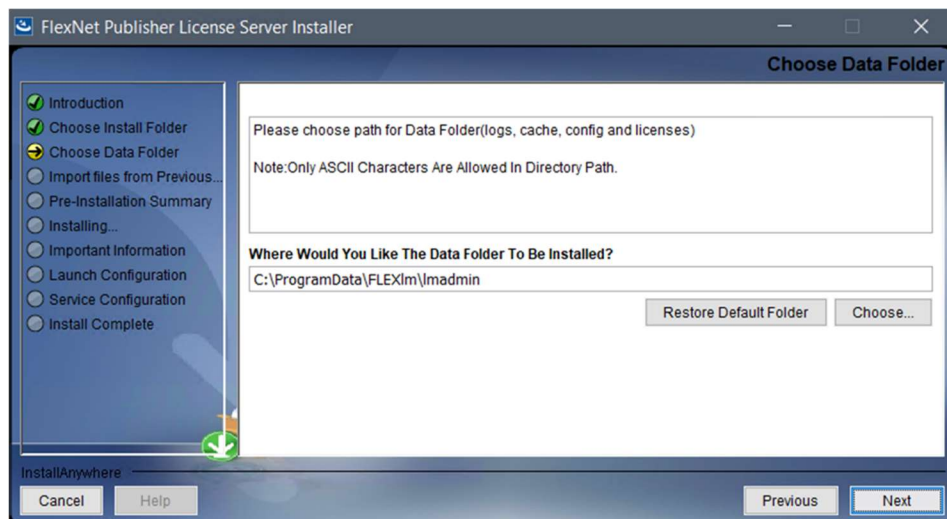 FlexNet Publisher License Server Installer
Choose Data Folder
Introduction
Choose Install Folder
Choose Data Folder
Import files from Previous...
Pre-Installation Summary
Installing...
Important Information
Launch Configuration
Service Configuration
Install Complete
Please choose path for Data Folder(logs, cache, config and licenses)
Note:Only ASCII Characters Are Allowed In Directory Path.
Where Would You Like The Data Folder To Be Installed?
C:\ProgramData\FLEXlm\lmadmin
Restore Default Folder Choose...
InstallAnywhere
Cancel Help Previous Next